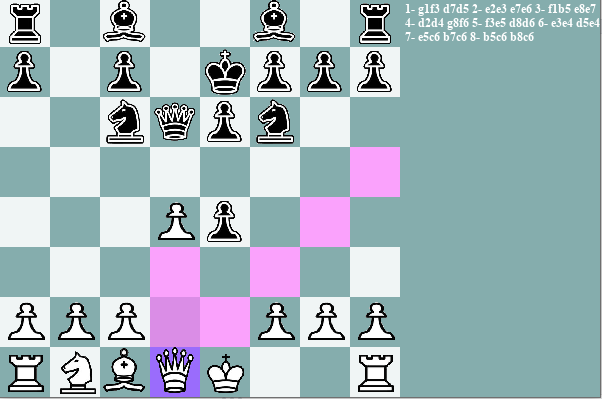 1- g1f3 d7d5 2- e2e3 e7e6 3- f1b5 e8e7
4- d2d4 g8f6 5- f3e5 d8d6 6- e3e4 d5e4
7- e5c6 b7c6 8- b5c6 b8c6